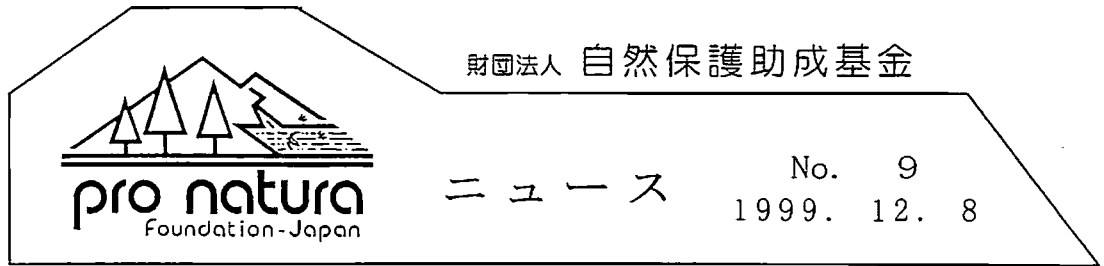 財団法人 自然保護助成基金
pro natura
Foundation-Japan
ニュース
No. 9
1999. 12. 8